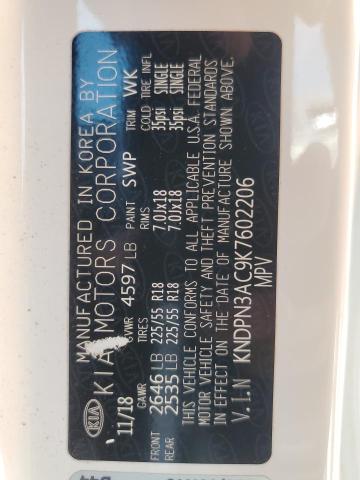 KIA
MANUFACTURED IN KOREA BY
KIA MOTORS CORPORATION
11/18 GVWR 4597 LB PAINT SWP TRIM WK
GAWR TIRES RIMS COLD TIRE INFL
FRONT 2646 LB 225/55 R18 7.0JX18 35psi SINGLE
REAR 2535 LB 225/55 R18 7.0JX18 35psi SINGLE
THIS VEHICLE CONFORMS TO ALL APPLICABLE U.S.A. FEDERAL
MOTOR VEHICLE SAFETY AND THEFT PREVENTION STANDARDS
IN EFFECT ON THE DATE OF MANUFACTURE SHOWN ABOVE.
V.I.N KNDPN3AC9K7602206
MPV